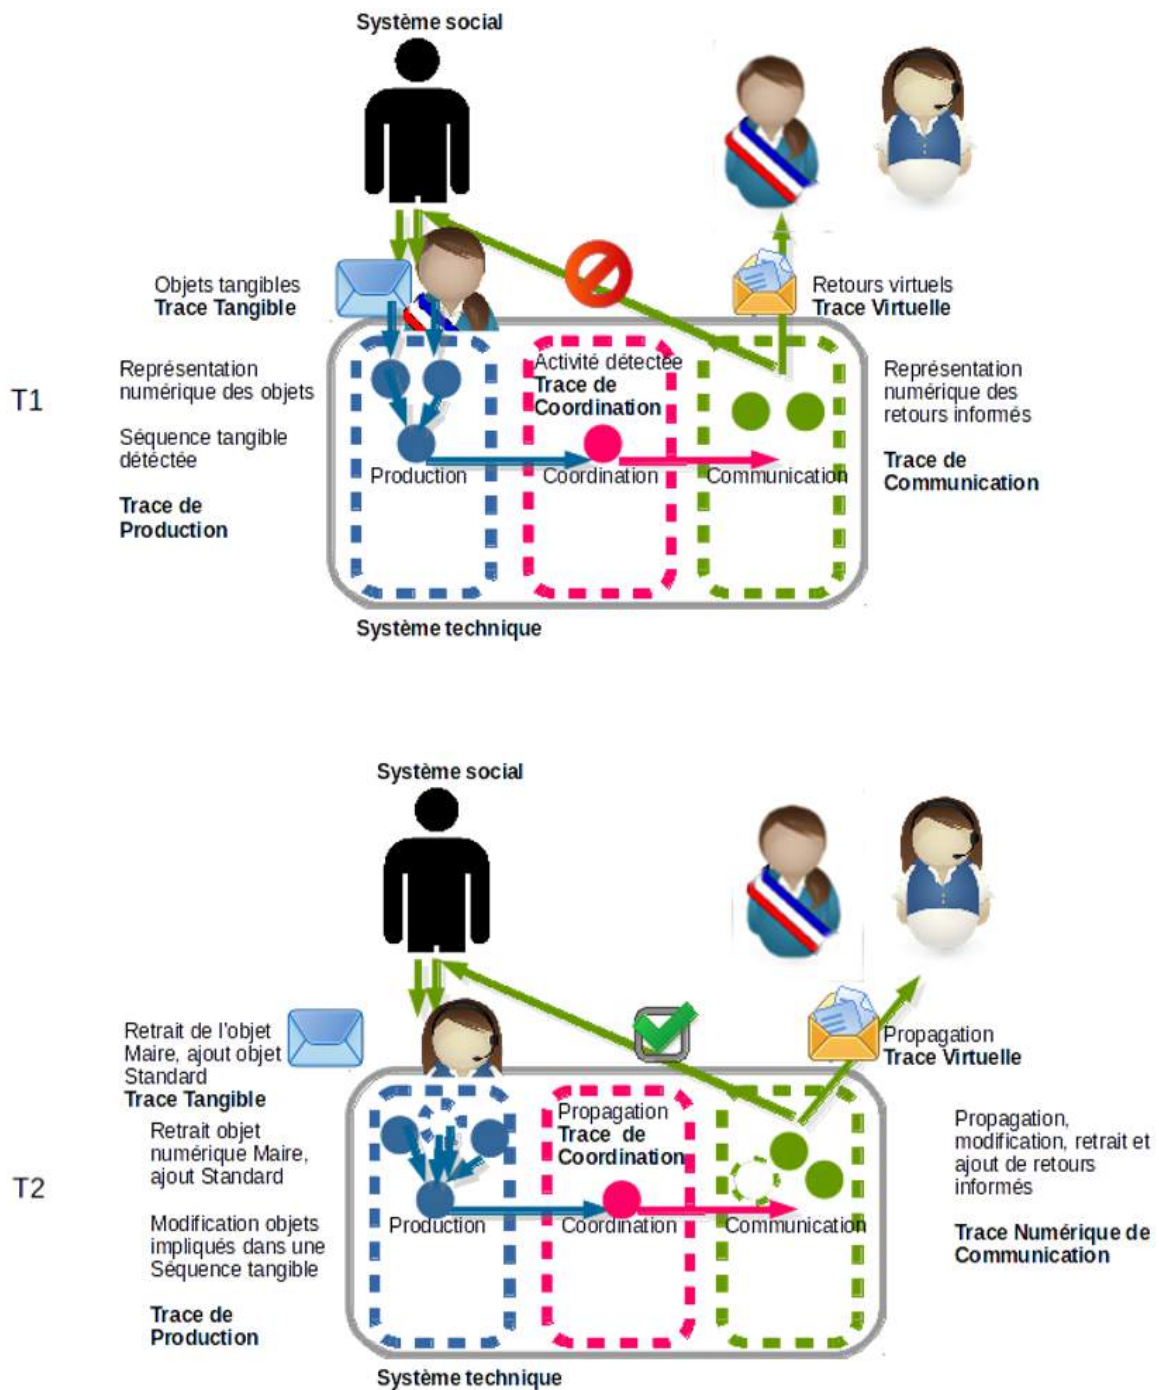 Système social
Objets tangibles
Trace Tangible
Retours virtuels
Trace Virtuelle
T1
Représentation
numérique des objets
Séquence tangible
détectée
Trace de
Production
Activité détectée
Trace de
Coordination
Production
Coordination
Communication
Représentation
numérique des
retours informés
Trace de
Communication
Système technique
Système social
Retrait de l'objet
Maire, ajout objet
Standard
Trace Tangible
Propagation
Trace Virtuelle
T2
Retrait objet
numérique Maire,
ajout Standard
Modification objets
impliqués dans une
Séquence tangible
Trace de
Production
Propagation
Trace de
Coordination
Production
Coordination
Communication
Propagation,
modification, retrait et
ajout de retours
informés
Trace Numérique de
Communication
Système technique